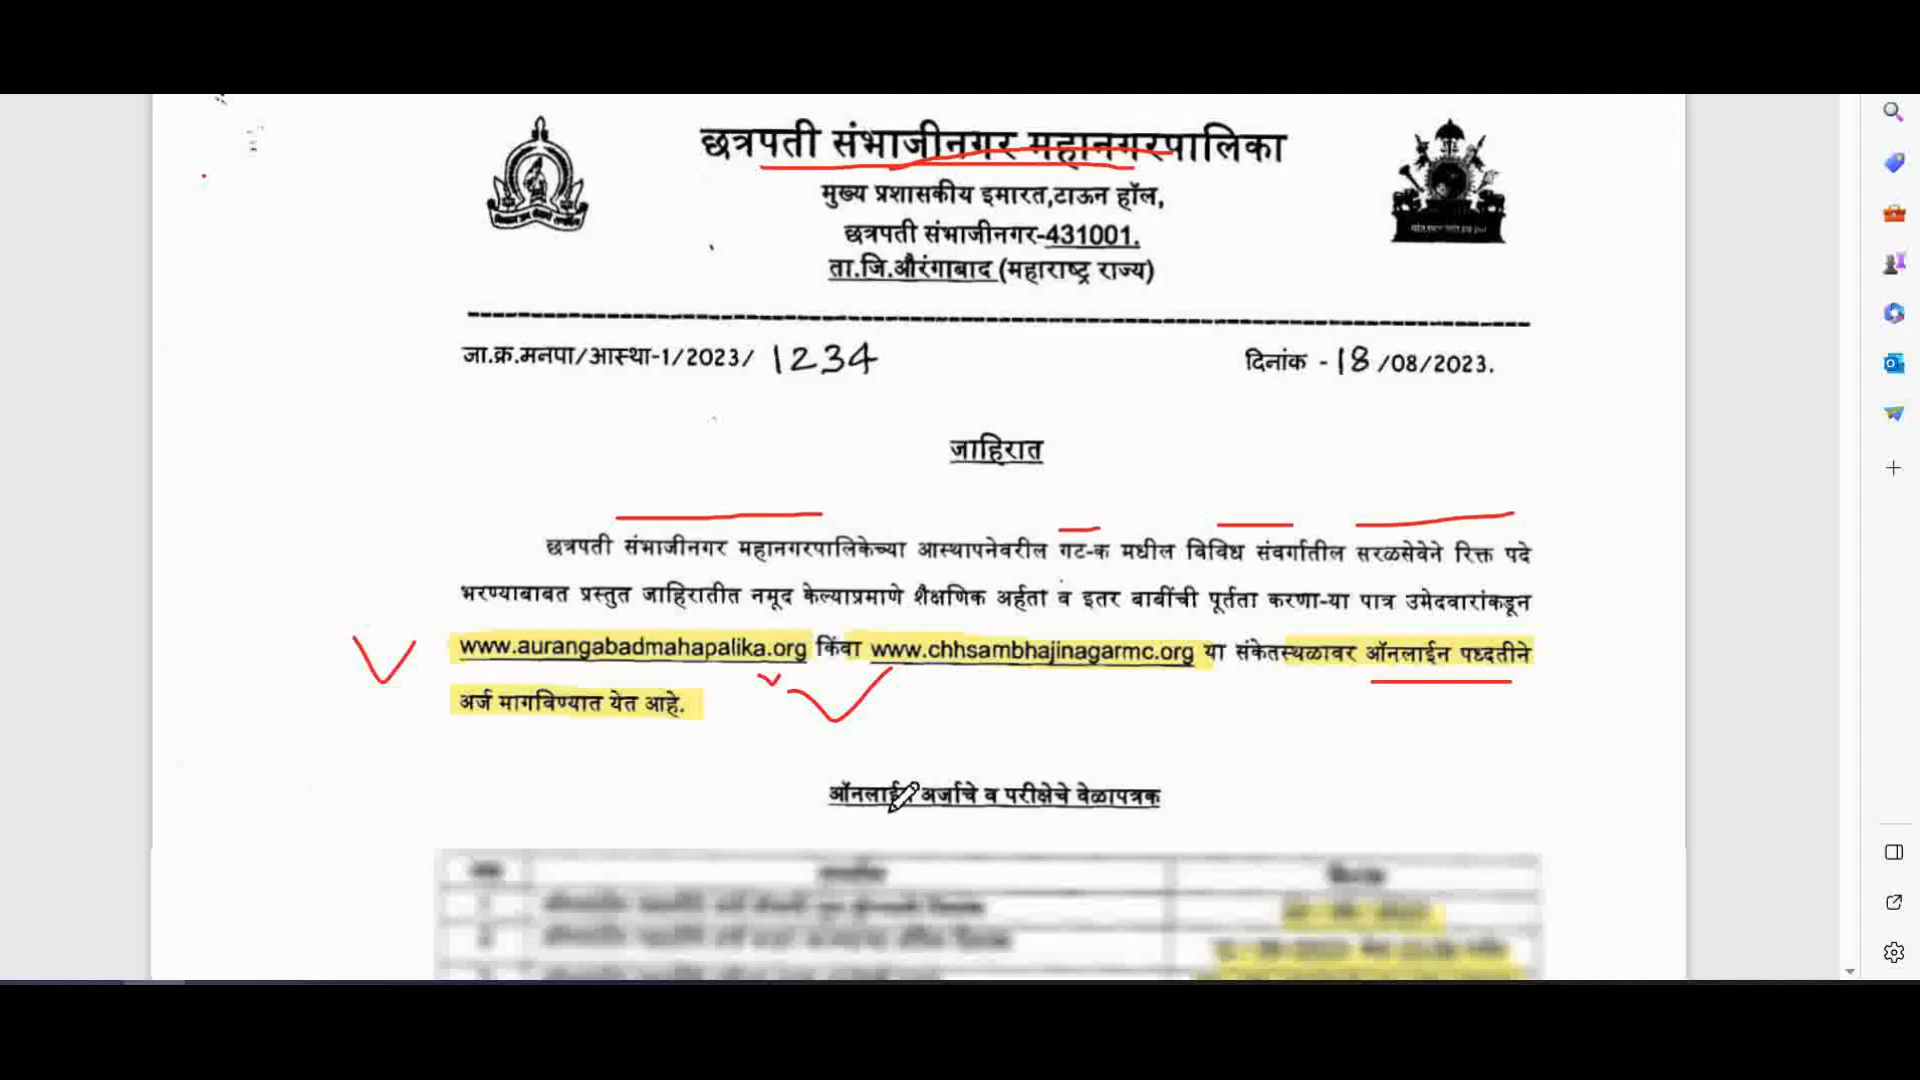 छत्रपती संभाजीनगर महानगरपालिका
मुख्य प्रशासकीय इमारत,टाऊन हॉल,
छत्रपती संभाजीनगर-431001.
ता.जि.औरंगाबाद (महाराष्ट्र राज्य)
जा.क्र.मनपा/आस्था-1/2023/ 1234
दिनांक -18/08/2023.
जाहिरात
छत्रपती संभाजीनगर महानगरपालिकेच्या आस्थापनेवरील गट-क मधील विविध संवर्गातील सरळसेवेने रिक्त पदे
भरण्याबाबत प्रस्तुत जाहिरातीत नमूद केल्याप्रमाणे शैक्षणिक अर्हता व इतर बाबींची पूर्तता करणा-या पात्र उमेदवारांकडून
www.aurangabadmahapalika.org किंवा www.chhsambhajinagarmc.org या संकेतस्थळावर ऑनलाईन पध्दतीने
अर्ज मागविण्यात येत आहे.
ऑनलाईन अर्जाचे व परीक्षेचे वेळापत्रक